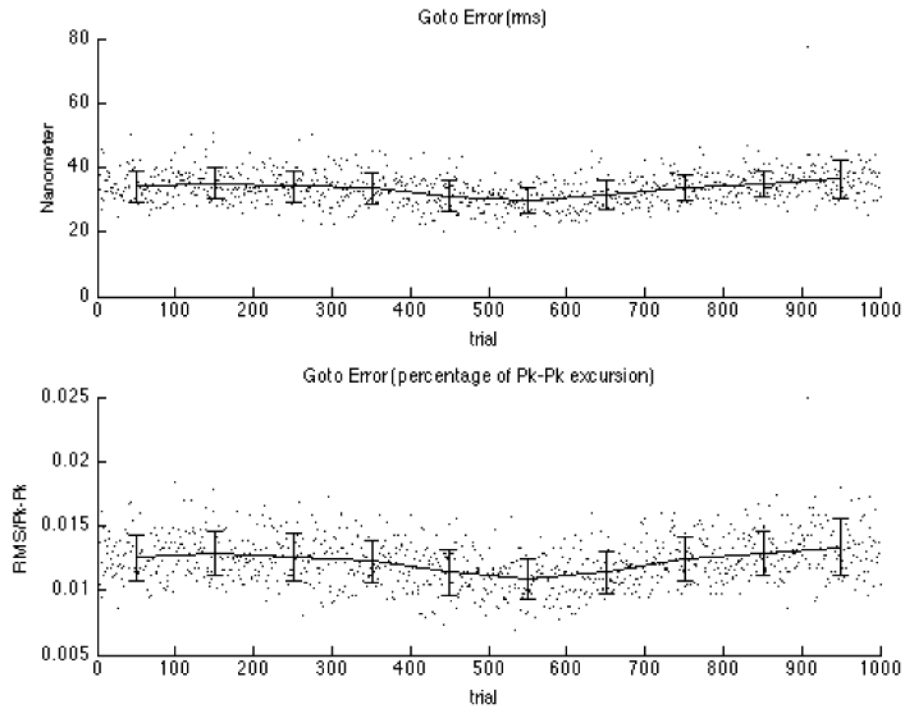 Goto Error(rms)
80
60
40
20
0
Nanometer
0 100 200 300 400 500 600 700 800 900 1000
trial
Goto Error(percentage of Pk-Pk excursion)
0.025
0.02
0.015
0.01
0.005
RMS/Pk-Pk
0 100 200 300 400 500 600 700 800 900 1000
trial